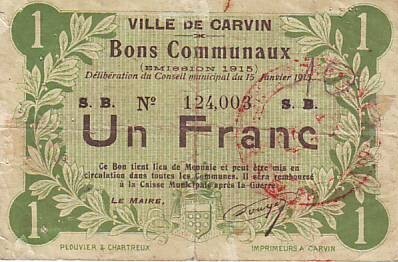 1 VILLE DE CARVIN 1
Bons Communaux
(EMISSION 1915)
Délibération du Conseil municipal du 15 Janvier 1915
S. B. Nº 124,003 S. B.
Un Franc
Ce Bon tient lieu de Monnaie et peut être mis en
circulation dans toutes les Communes. Il sera remboursé
à la Caisse Municipale après la Guerre.
LE MAIRE,
1 1
PLOUVIER & CHARTREUX IMPRIMEURS A CARVIN